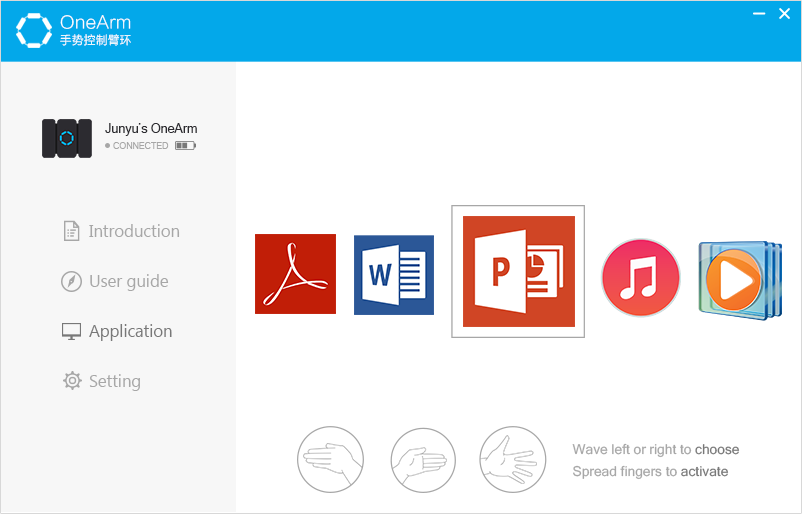 OneArm
手势控制臂环
Junyu's OneArm
CONNECTED
Introduction
User guide
Application
Setting
W
P
Wave left or right to choose
Spread fingers to activate